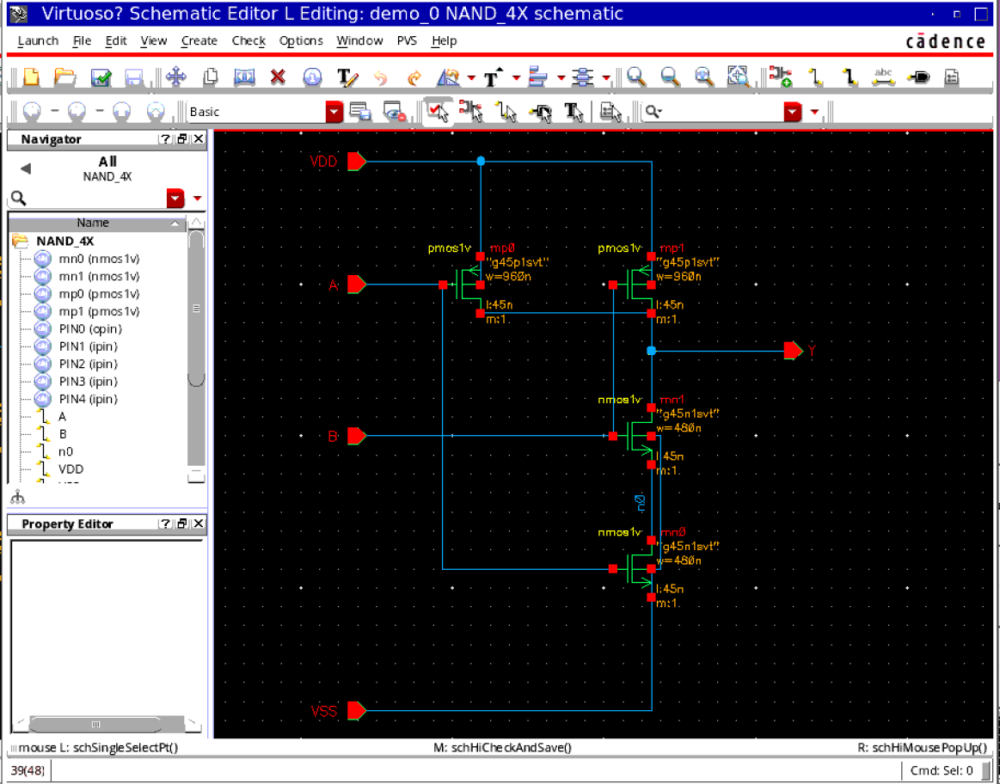 Virtuoso? Schematic Editor L Editing: demo_0 NAND_4X schematic
Launch File Edit View Create Check Options Window PVS Help
cādence
T T abc
Basic T
Navigator ?
All
NAND_4X
Name
NAND_4X
mn0 (nmos1v)
mn1 (nmos1v)
mp0 (pmos1v)
mp1 (pmos1v)
PIN0 (opin)
PIN1 (ipin)
PIN2 (ipin)
PIN3 (ipin)
PIN4 (ipin)
A
B
n0
VDD
Property Editor ?
VDD
pmos1v mp0
"g45p1svt"
w=960n
l:45n
m:1
pmos1v mp1
"g45p1svt"
w=960n
l:45n
m:1
A
Y
nmos1v mn1
"g45n1svt"
w=480n
l:45n
m:1
B
n0
nmos1v mn0
"g45n1svt"
w=480n
l:45n
m:1
VSS
mouse L: schSingleSelectPt() M: schHiCheckAndSave() R: schHiMousePopUp()
39(48) Cmd: Sel: 0